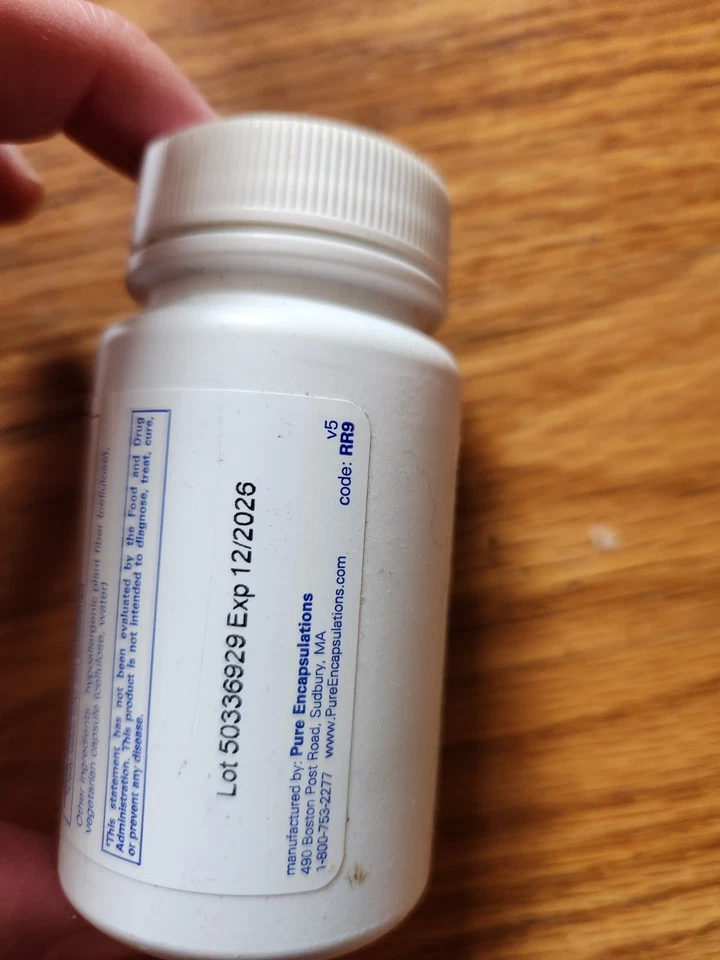 Other ingredients: hypoallergenic plant fiber (cellulose),
vegetarian capsule (cellulose, water)
*This statement has not been evaluated by the Food and Drug
Administration. This product is not intended to diagnose, treat, cure,
or prevent any disease.
Lot 50336929 Exp 12/2026
manufactured by: Pure Encapsulations
490 Boston Post Road, Sudbury, MA
1-800-753-2277 www.PureEncapsulations.com
v5
code: RR9